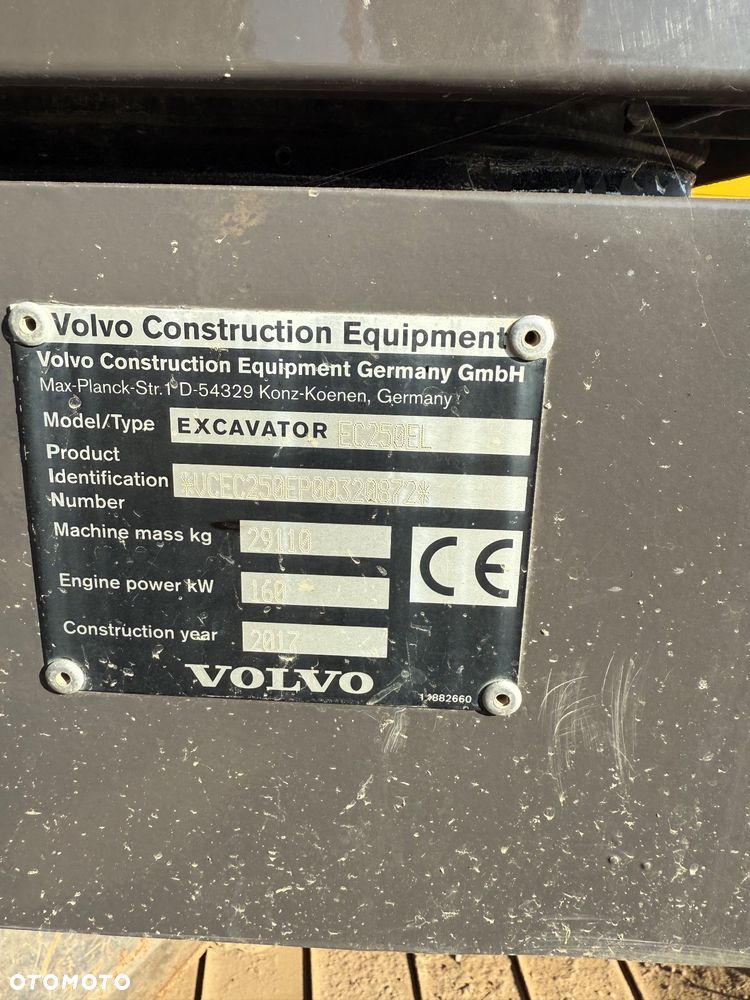 Volvo Construction Equipment
Volvo Construction Equipment Germany GmbH
Max-Planck-Str.1 D-54329 Konz-Koenen, Germany
Model/Type EXCAVATOR EC250EL
Product
Identification *VCEC250EP00320872*
Number
Machine mass kg 29110
CE
Engine power kW 160
Construction year 2017
VOLVO
11882660
OTOMOTO